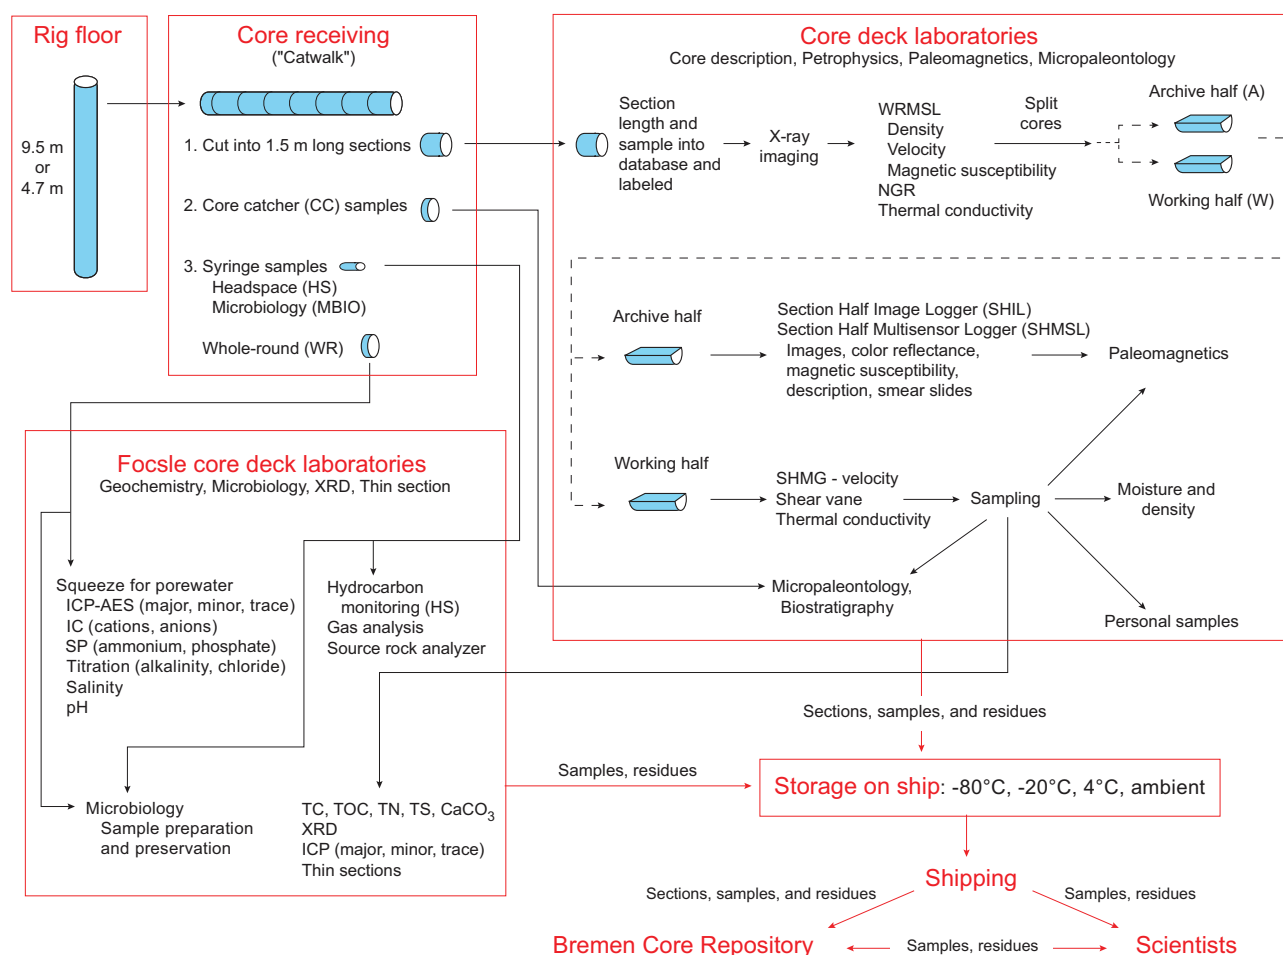 Rig floor
9.5 m
or
4.7 m
Core receiving
("Catwalk")
1. Cut into 1.5 m long sections
2. Core catcher (CC) samples
3. Syringe samples
Headspace (HS)
Microbiology (MBIO)
Whole-round (WR)
Core deck laboratories
Core description, Petrophysics, Paleomagnetics, Micropaleontology
Section
length and
sample into
database and
labeled
X-ray
imaging
WRMSL
Density
Velocity
Magnetic susceptibility
NGR
Thermal conductivity
Split
cores
Archive half (A)
Working half (W)
Archive half
Section Half Image Logger (SHIL)
Section Half Multisensor Logger (SHMSL)
Images, color reflectance,
magnetic susceptibility,
description, smear slides
Paleomagnetics
Working half
SHMG - velocity
Shear vane
Thermal conductivity
Sampling
Moisture and
density
Micropaleontology,
Biostratigraphy
Personal samples
Focsle core deck laboratories
Geochemistry, Microbiology, XRD, Thin section
Squeeze for porewater
ICP-AES (major, minor, trace)
IC (cations, anions)
SP (ammonium, phosphate)
Titration (alkalinity, chloride)
Salinity
pH
Hydrocarbon
monitoring (HS)
Gas analysis
Source rock analyzer
Microbiology
Sample preparation
and preservation
TC, TOC, TN, TS, CaCO3
XRD
ICP (major, minor, trace)
Thin sections
Sections, samples, and residues
Samples, residues
Storage on ship: -80°C, -20°C, 4°C, ambient
Shipping
Sections, samples, and residues
Samples, residues
Bremen Core Repository
Samples, residues
Scientists